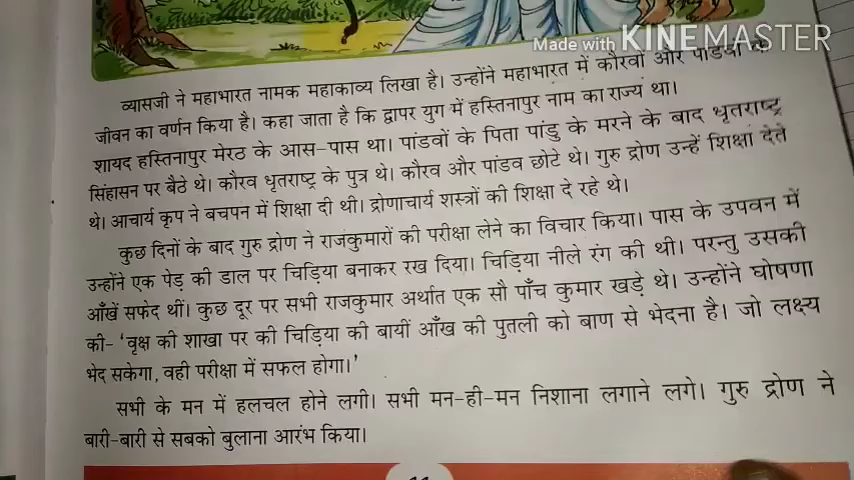 Made with KINEMASTER
व्यासजी ने महाभारत नामक महाकाव्य लिखा है। उन्होंने महाभारत में कौरवों और पांडवों के
जीवन का वर्णन किया है। कहा जाता है कि द्वापर युग में हस्तिनापुर नाम का राज्य था।
शायद हस्तिनापुर मेरठ के आस-पास था। पांडवों के पिता पांडु के मरने के बाद धृतराष्ट्र
सिंहासन पर बैठे थे। कौरव धृतराष्ट्र के पुत्र थे। कौरव और पांडव छोटे थे। गुरु द्रोण उन्हें शिक्षा देते
थे। आचार्य कृप ने बचपन में शिक्षा दी थी। द्रोणाचार्य शस्त्रों की शिक्षा दे रहे थे।
कुछ दिनों के बाद गुरु द्रोण ने राजकुमारों की परीक्षा लेने का विचार किया। पास के उपवन में
उन्होंने एक पेड़ की डाल पर चिड़िया बनाकर रख दिया। चिड़िया नीले रंग की थी। परन्तु उसकी
आँखें सफेद थीं। कुछ दूर पर सभी राजकुमार अर्थात एक सौ पाँच कुमार खड़े थे। उन्होंने घोषणा
की- 'वृक्ष की शाखा पर की चिड़िया की बायीं आँख की पुतली को बाण से भेदना है। जो लक्ष्य
भेद सकेगा, वही परीक्षा में सफल होगा।'
सभी के मन में हलचल होने लगी। सभी मन-ही-मन निशाना लगाने लगे। गुरु द्रोण ने
बारी-बारी से सबको बुलाना आरंभ किया।